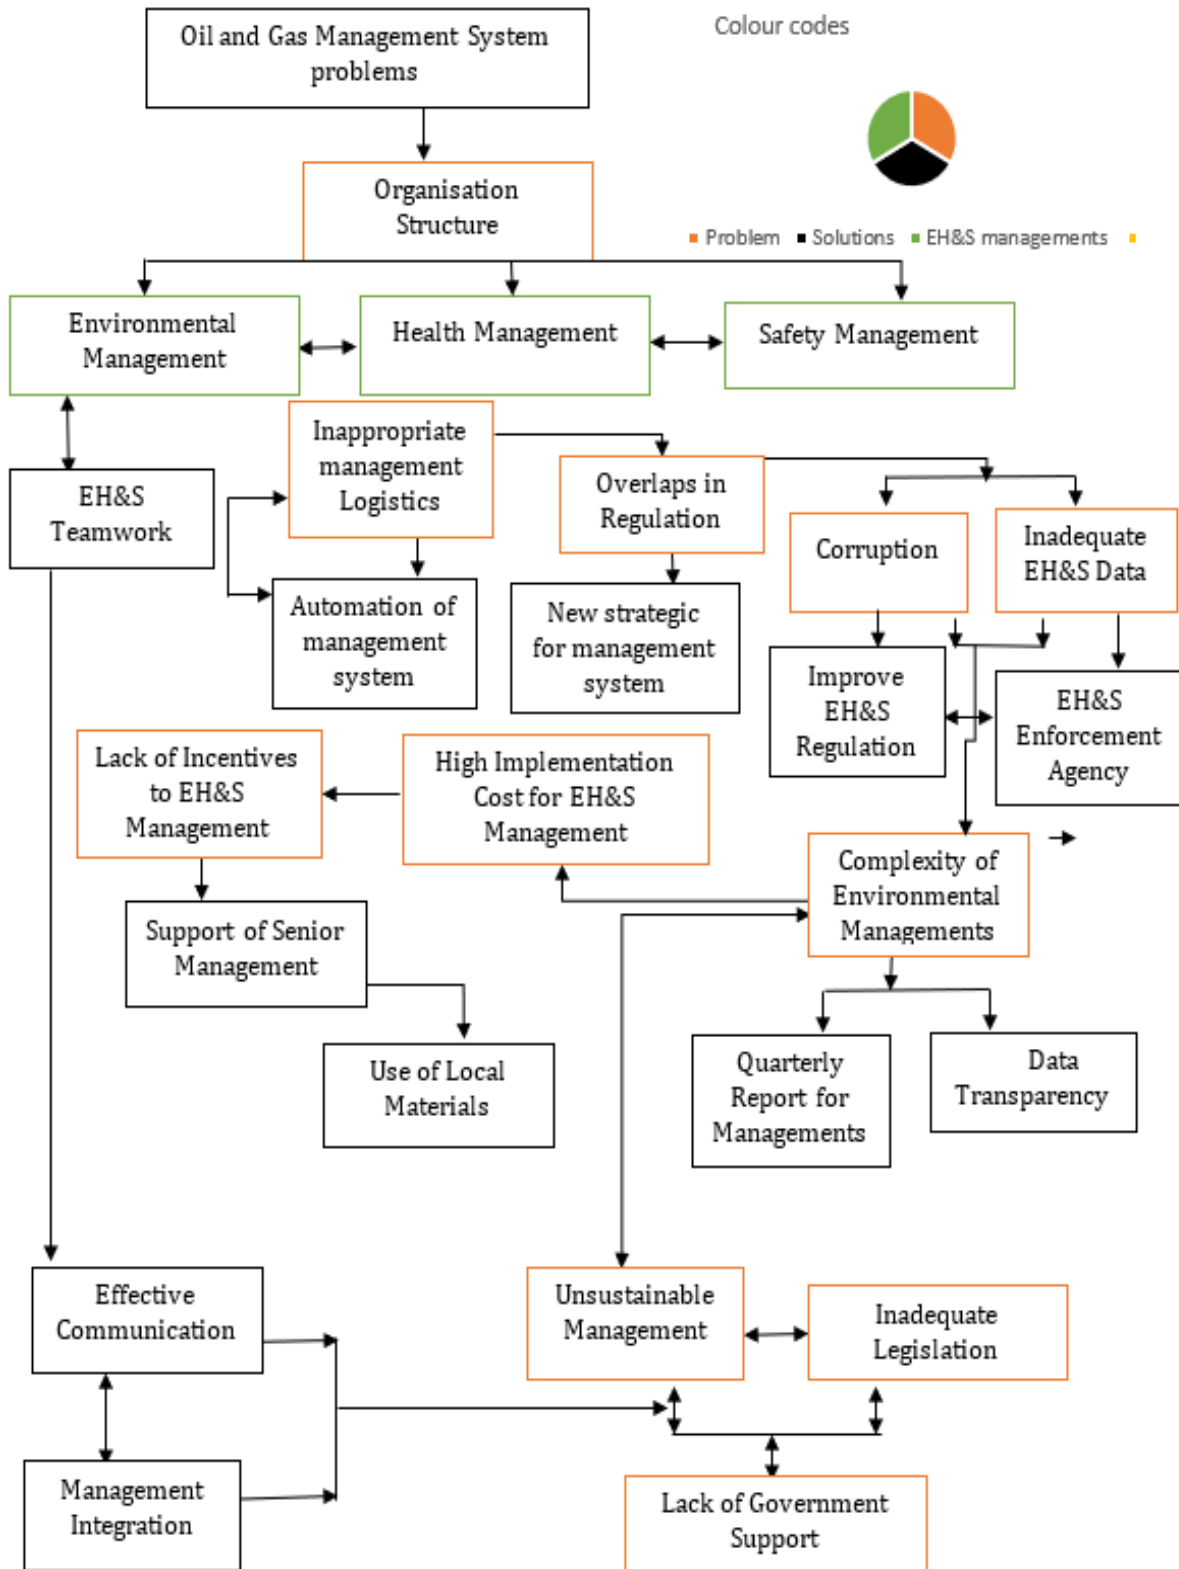 Oil and Gas Management System
problems
Colour codes
Problem Solutions EH&S managements
Organisation
Structure
Environmental
Management
Health Management
Safety Management
Inappropriate
management
Logistics
Overlaps in
Regulation
EH&S
Teamwork
Corruption
Inadequate
EH&S Data
Automation of
management
system
New strategic
for management
system
Improve
EH&S
Regulation
EH&S
Enforcement
Agency
Lack of Incentives
to EH&S
Management
High Implementation
Cost for EH&S
Management
Complexity of
Environmental
Managements
Support of Senior
Management
Use of Local
Materials
Quarterly
Report for
Managements
Data
Transparency
Effective
Communication
Unsustainable
Management
Inadequate
Legislation
Management
Integration
Lack of Government
Support